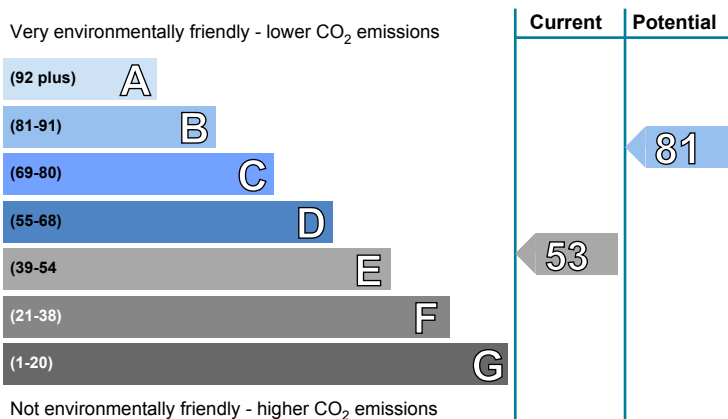 Very environmentally friendly - lower CO2 emissions
Current
Potential
(92 plus) A
(81-91) B
(69-80) C
(55-68) D
(39-54 E
(21-38) F
(1-20) G
81
53
Not environmentally friendly - higher CO2 emissions